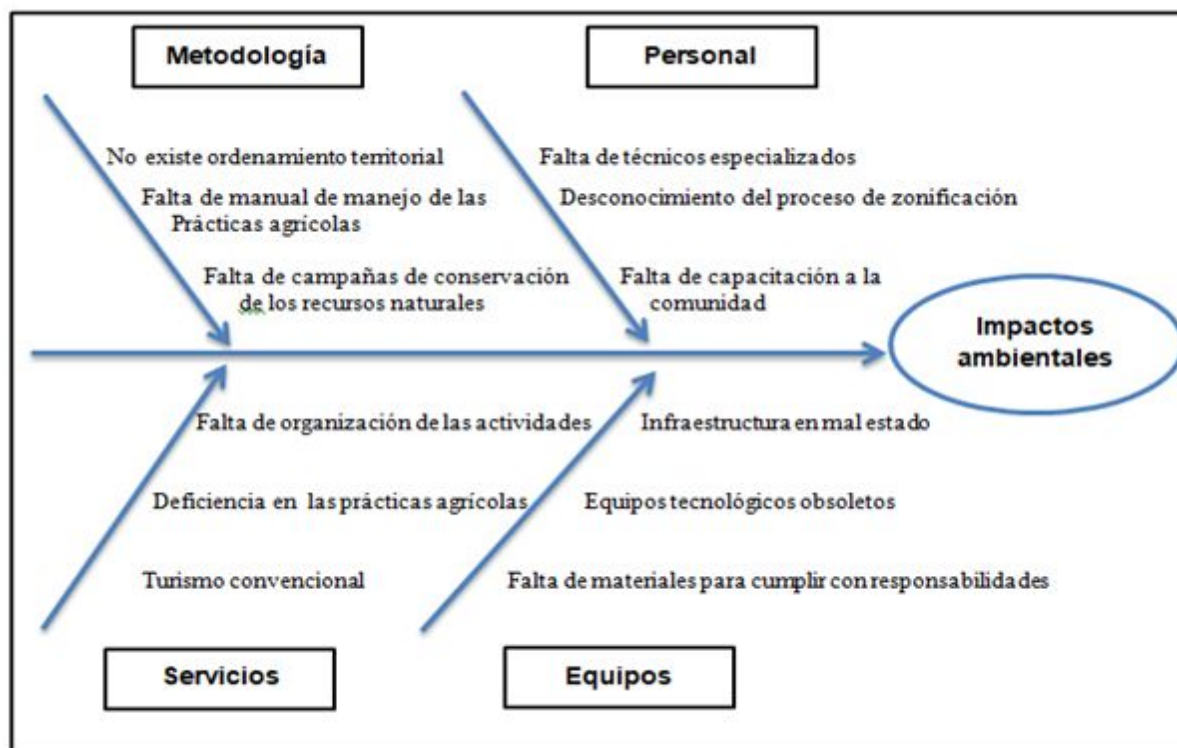 Metodología
Personal
No existe ordenamiento territorial
Falta de manual de manejo de las
Prácticas agrícolas
Falta de campañas de conservación
de los recursos naturales
Falta de técnicos especializados
Desconocimiento del proceso de zonificación
Falta de capacitación a la
comunidad
Impactos
ambientales
Falta de organización de las actividades
Deficiencia en las prácticas agrícolas
Turismo convencional
Infraestructura en mal estado
Equipos tecnológicos obsoletos
Falta de materiales para cumplir con responsabilidades
Servicios
Equipos